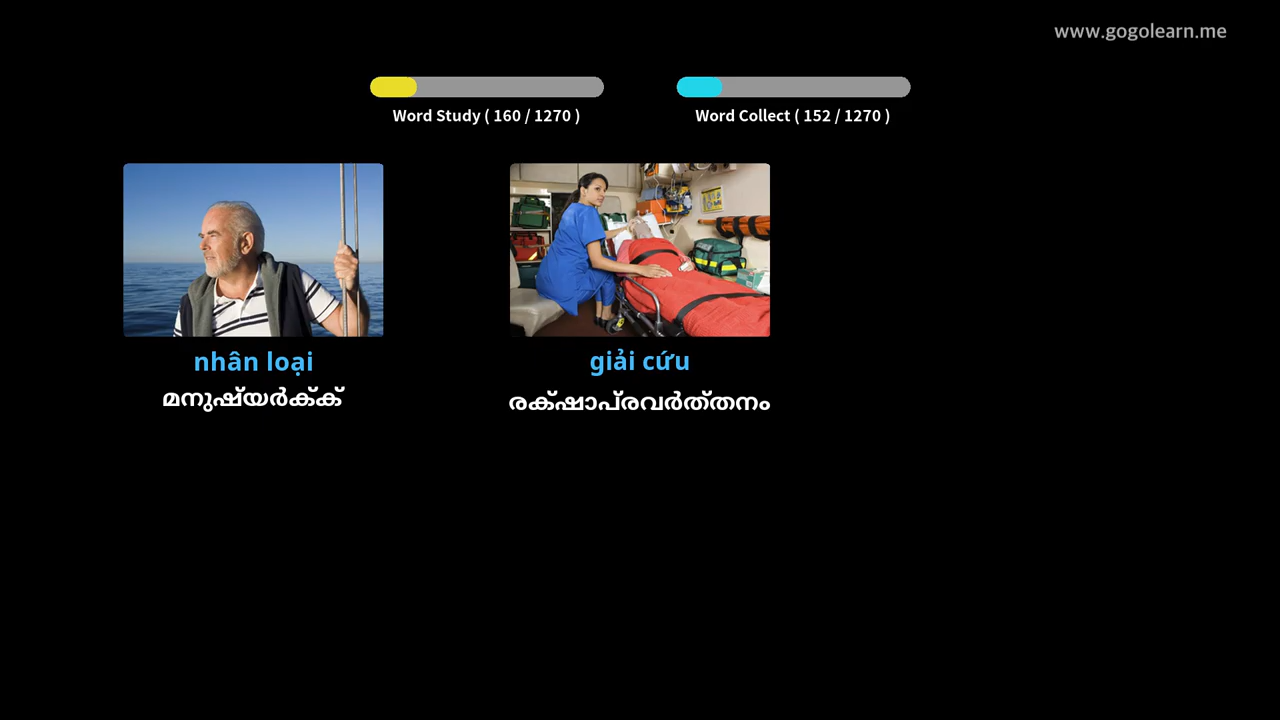 www.gogolearn.me
Word Study ( 160 / 1270 )
Word Collect ( 152 / 1270 )
nhân loại
മനുഷ്യർക്ക്
giải cứu
രക്ഷാപ്രവർത്തനം